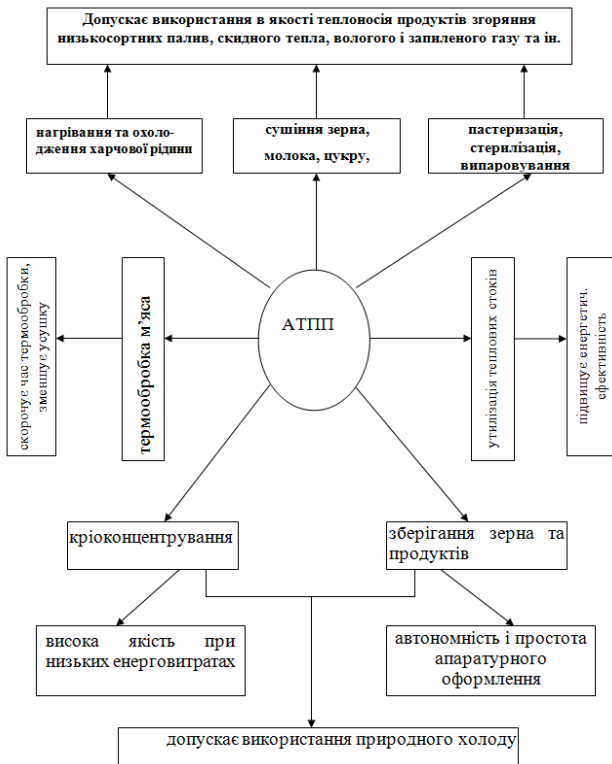 Допускає використання в якості теплоносія продуктів згоряння
низькосортних палив, скидного тепла, вологого і запиленого газу та ін.
нагрівання та охоло-
дження харчової рідини
сушіння зерна,
молока, цукру,
пастеризація,
стерилізація,
випаровування
скорочує час термообробки,
зменшує усушку
термообробка м’яса
АТПП
утилізація теплових стоків
підвищує енергетич.
ефективність
кріоконцентрування
зберігання зерна та
продуктів
висока якість при
низьких енерговитратах
автономність і простота
апаратурного
оформлення
допускає використання природного холоду